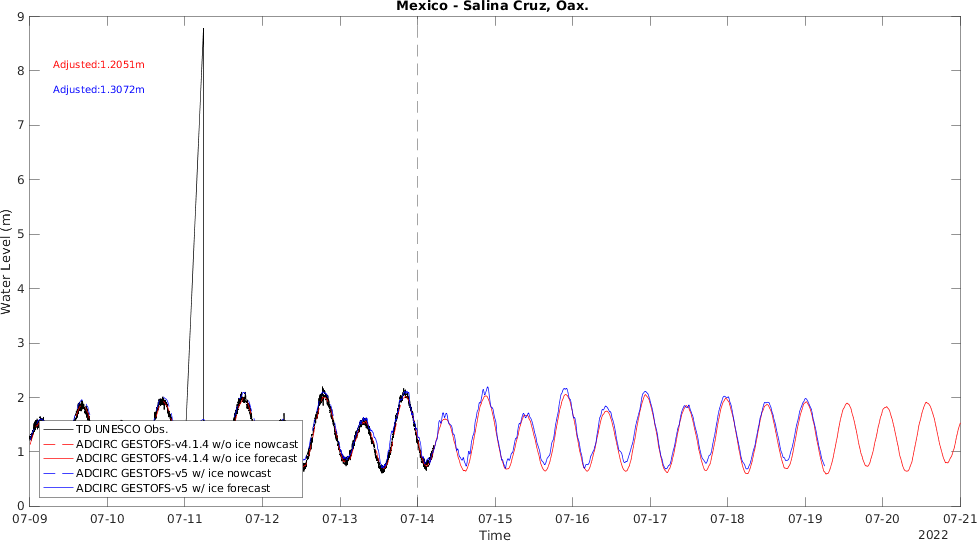 Mexico - Salina Cruz, Oax.
9
8
7
6
5
4
3
2
1
0
Water Level (m)
Adjusted:1.2051m
Adjusted:1.3072m
TD UNESCO Obs.
ADCIRC GESTOFS-v4.1.4 w/o ice nowcast
ADCIRC GESTOFS-v4.1.4 w/o ice forecast
ADCIRC GESTOFS-v5 w/ ice nowcast
ADCIRC GESTOFS-v5 w/ ice forecast
07-09 07-10 07-11 07-12 07-13 07-14 07-15 07-16 07-17 07-18 07-19 07-20 07-21
Time
2022